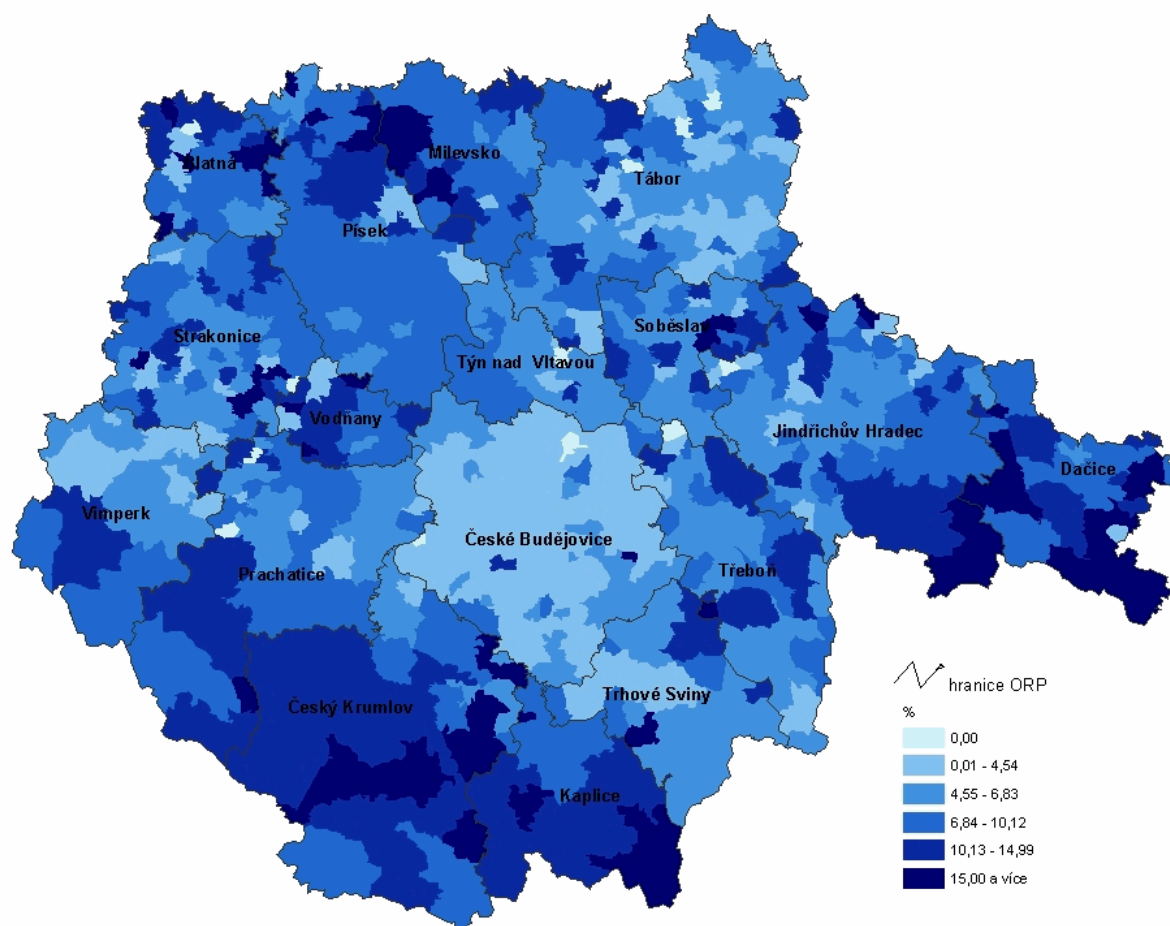 Milevsko
Blatná
Tábor
Písek
Soběslav
Strakonice
Týn nad Vltavou
Vodňany
Jindřichův Hradec
Dačice
Vimperk
České Budějovice
Třeboň
Prachatice
Trhové Sviny
Český Krumlov
Kaplice
hranice ORP
%
0,00
0,01 - 4,54
4,55 - 6,83
6,84 - 10,12
10,13 - 14,99
15,00 a více